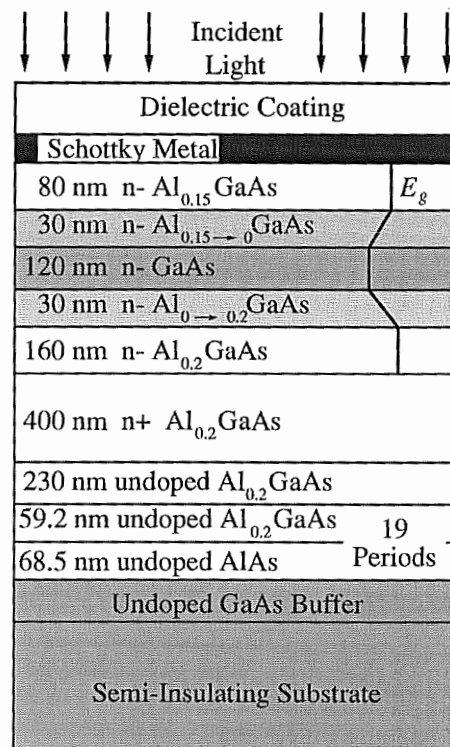 Incident
Light
Dielectric Coating
Schottky Metal
80 nm n- Al0.15GaAs
Eg
30 nm n- Al0.15→0GaAs
120 nm n- GaAs
30 nm n- Al0→0.2GaAs
160 nm n- Al0.2GaAs
400 nm n+ Al0.2GaAs
230 nm undoped Al0.2GaAs
59.2 nm undoped Al0.2GaAs
19
Periods
68.5 nm undoped AlAs
Undoped GaAs Buffer
Semi-Insulating Substrate